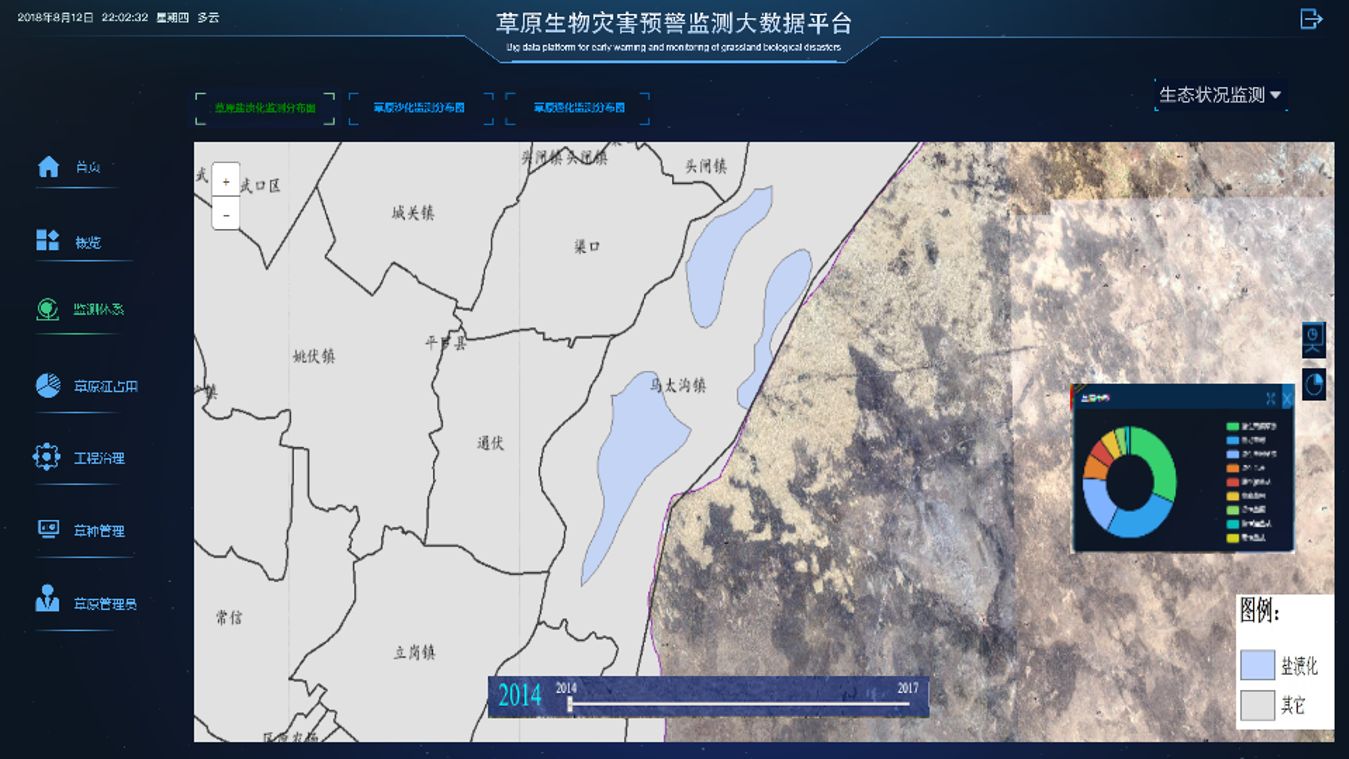 2018年8月12日 22:02:32 星期四 多云
草原生物灾害预警监测大数据平台
Big data platform for early warning and monitoring of grassland biological disasters
草原盐渍化监测分布图
草原沙化监测分布图
草原退化监测分布图
生态状况监测
首页
概览
监测体系
草原征占用
工程治理
草种管理
草原管理员
+
-
武
武口区
城关镇
头闸镇头闸镇
头闸镇
渠口
姚伏镇
平罗县
马太沟镇
镇
通伏
常信
立岗镇
2014
2014
2017
图例:
盐渍化
其它